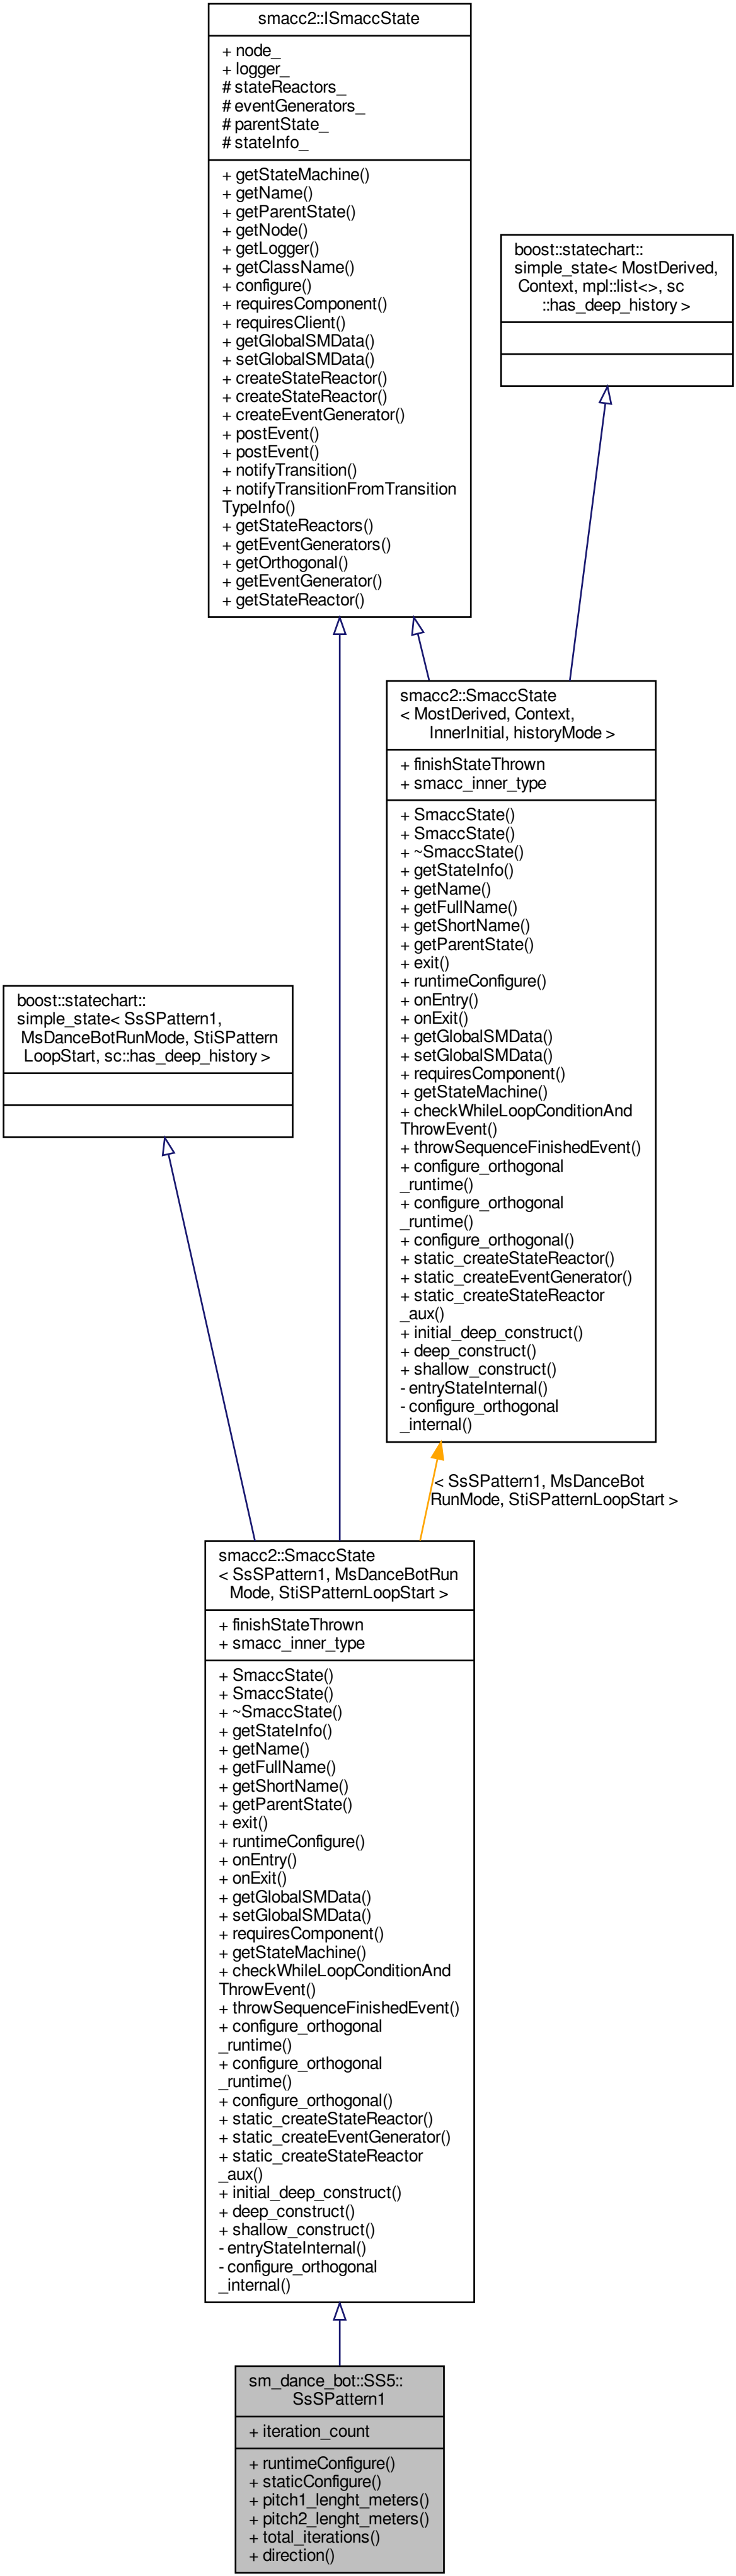 smacc2::ISmaccState
+ node_
+ logger_
# stateReactors_
# eventGenerators_
# parentState_
# stateInfo_
+ getStateMachine()
+ getName()
+ getParentState()
+ getNode()
+ getLogger()
+ getClassName()
+ configure()
+ requiresComponent()
+ requiresClient()
+ getGlobalSMData()
+ setGlobalSMData()
+ createStateReactor()
+ createStateReactor()
+ createEventGenerator()
+ postEvent()
+ postEvent()
+ notifyTransition()
+ notifyTransitionFromTransition
TypeInfo()
+ getStateReactors()
+ getEventGenerators()
+ getOrthogonal()
+ getEventGenerator()
+ getStateReactor()
boost::statechart::
simple_state< MostDerived,
Context, mpl::list<>, sc
::has_deep_history >
smacc2::SmaccState
< MostDerived, Context,
InnerInitial, historyMode >
+ finishStateThrown
+ smacc_inner_type
+ SmaccState()
+ SmaccState()
+ ~SmaccState()
+ getStateInfo()
+ getName()
+ getFullName()
+ getShortName()
+ getParentState()
+ exit()
+ runtimeConfigure()
+ onEntry()
+ onExit()
+ getGlobalSMData()
+ setGlobalSMData()
+ requiresComponent()
+ getStateMachine()
+ checkWhileLoopConditionAnd
ThrowEvent()
+ throwSequenceFinishedEvent()
+ configure_orthogonal
_runtime()
+ configure_orthogonal
_runtime()
+ configure_orthogonal()
+ static_createStateReactor()
+ static_createEventGenerator()
+ static_createStateReactor
_aux()
+ initial_deep_construct()
+ deep_construct()
+ shallow_construct()
- entryStateInternal()
- configure_orthogonal
_internal()
boost::statechart::
simple_state< SsSPattern1,
MsDanceBotRunMode, StiSPattern
LoopStart, sc::has_deep_history >
< SsSPattern1, MsDanceBot
RunMode, StiSPatternLoopStart >
smacc2::SmaccState
< SsSPattern1, MsDanceBotRun
Mode, StiSPatternLoopStart >
+ finishStateThrown
+ smacc_inner_type
+ SmaccState()
+ SmaccState()
+ ~SmaccState()
+ getStateInfo()
+ getName()
+ getFullName()
+ getShortName()
+ getParentState()
+ exit()
+ runtimeConfigure()
+ onEntry()
+ onExit()
+ getGlobalSMData()
+ setGlobalSMData()
+ requiresComponent()
+ getStateMachine()
+ checkWhileLoopConditionAnd
ThrowEvent()
+ throwSequenceFinishedEvent()
+ configure_orthogonal
_runtime()
+ configure_orthogonal
_runtime()
+ configure_orthogonal()
+ static_createStateReactor()
+ static_createEventGenerator()
+ static_createStateReactor
_aux()
+ initial_deep_construct()
+ deep_construct()
+ shallow_construct()
- entryStateInternal()
- configure_orthogonal
_internal()
sm_dance_bot::SS5::
SsSPattern1
+ iteration_count
+ runtimeConfigure()
+ staticConfigure()
+ pitch1_lenght_meters()
+ pitch2_lenght_meters()
+ total_iterations()
+ direction()